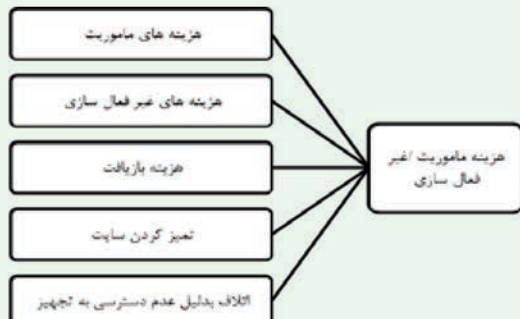 هزینه های ماموریت
هزینه های غیر فعال سازی
هزینه بازیافت
تمیز کردن سایت
اتلاف بدلیل عدم دسترسی به تجهیز
هزینه ماموریت /غیر
فعال سازی